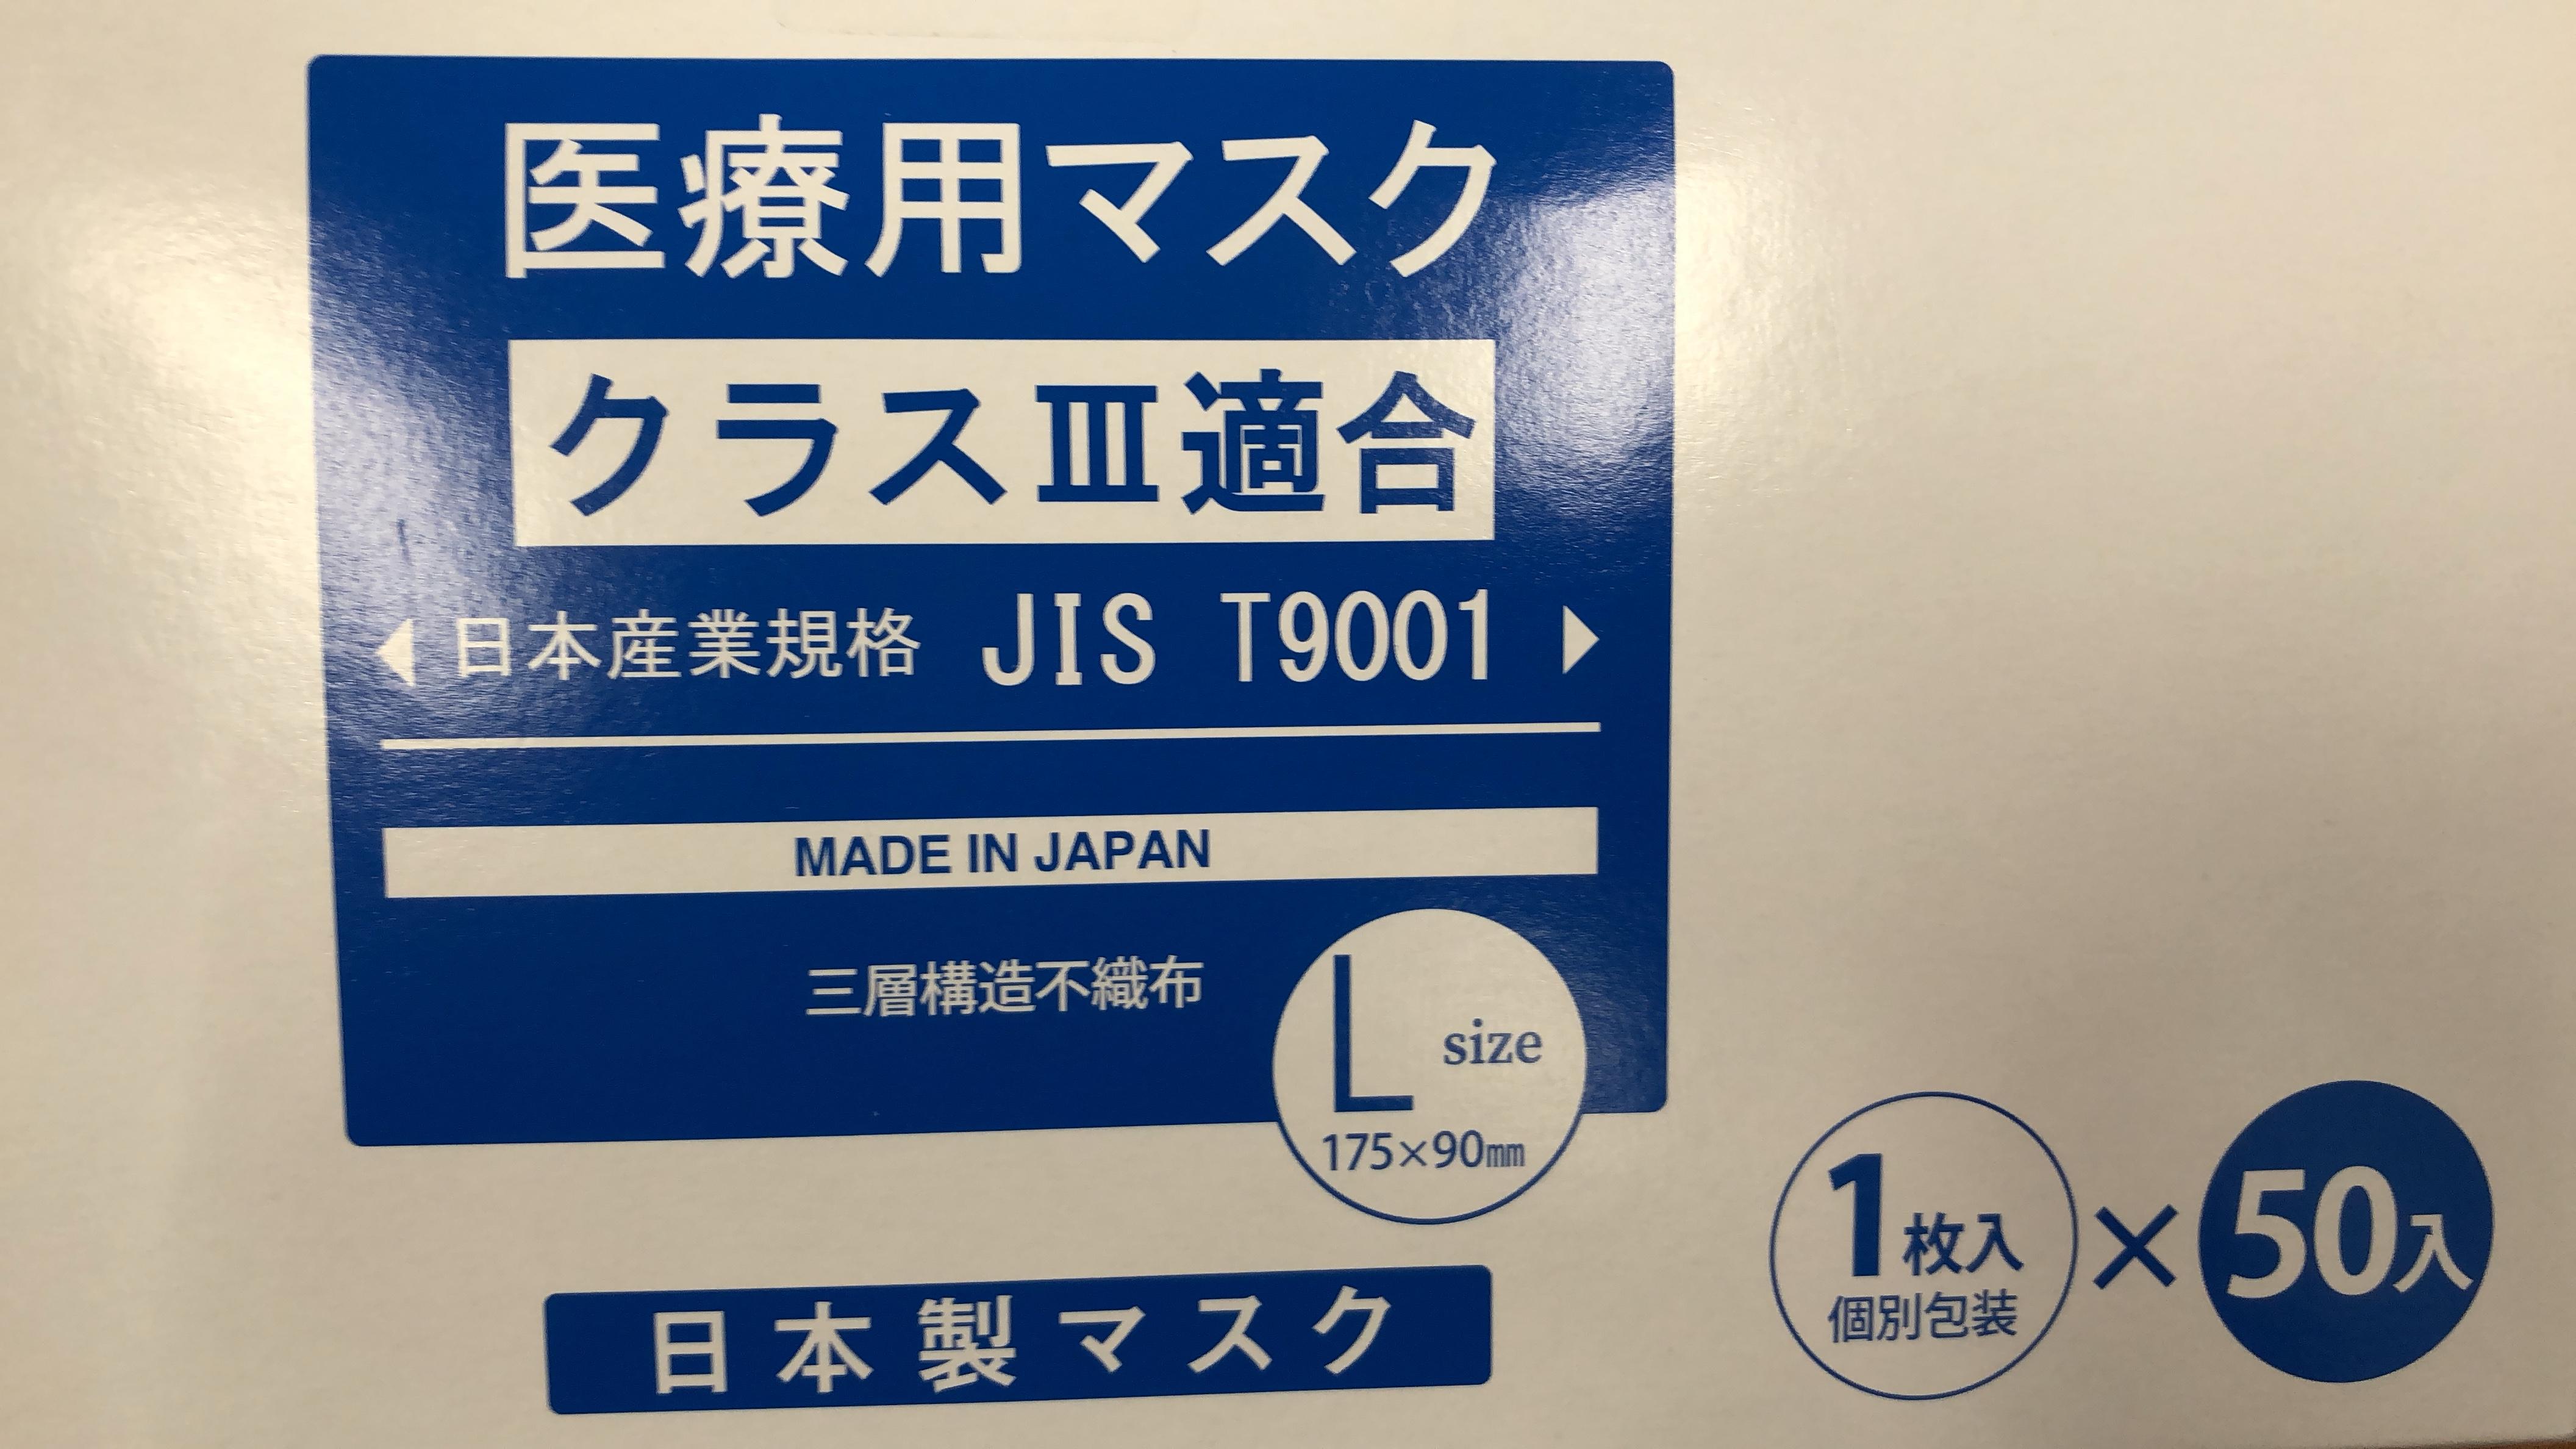 医療用マスク
クラスⅢ適合
◀日本産業規格 JIS T9001▶
MADE IN JAPAN
三層構造不織布
L size
175×90㎜
日本製マスク
1枚入×50入
個別包装